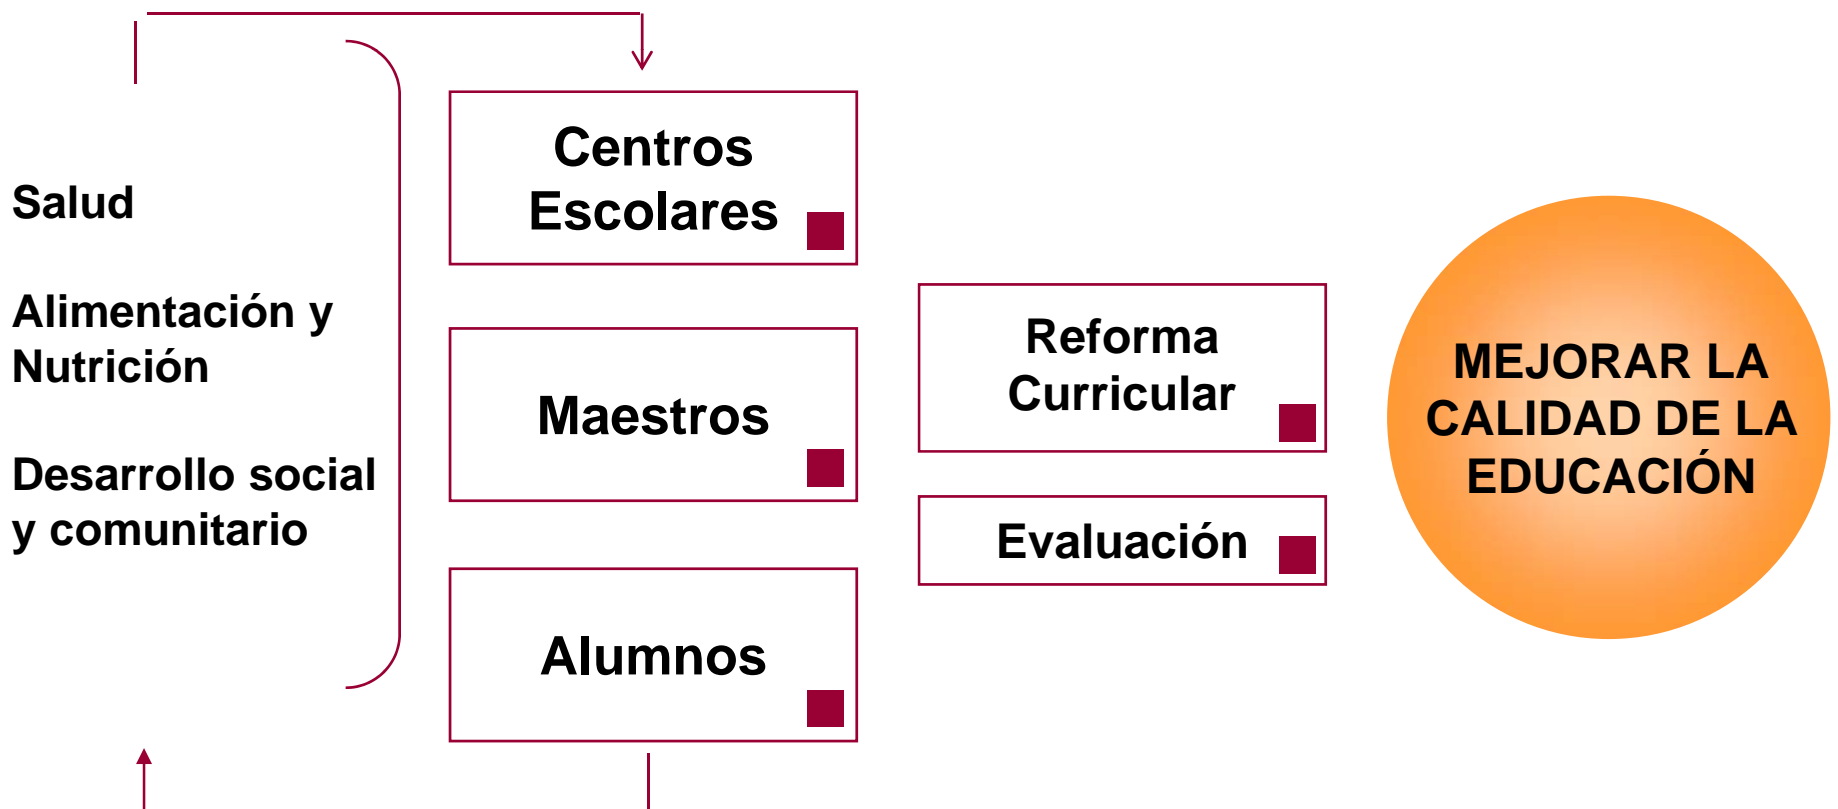 Salud
Alimentación y
Nutrición
Desarrollo social
y comunitario
Centros
Escolares
Maestros
Alumnos
Reforma
Curricular
Evaluación
MEJORAR LA
CALIDAD DE LA
EDUCACIÓN